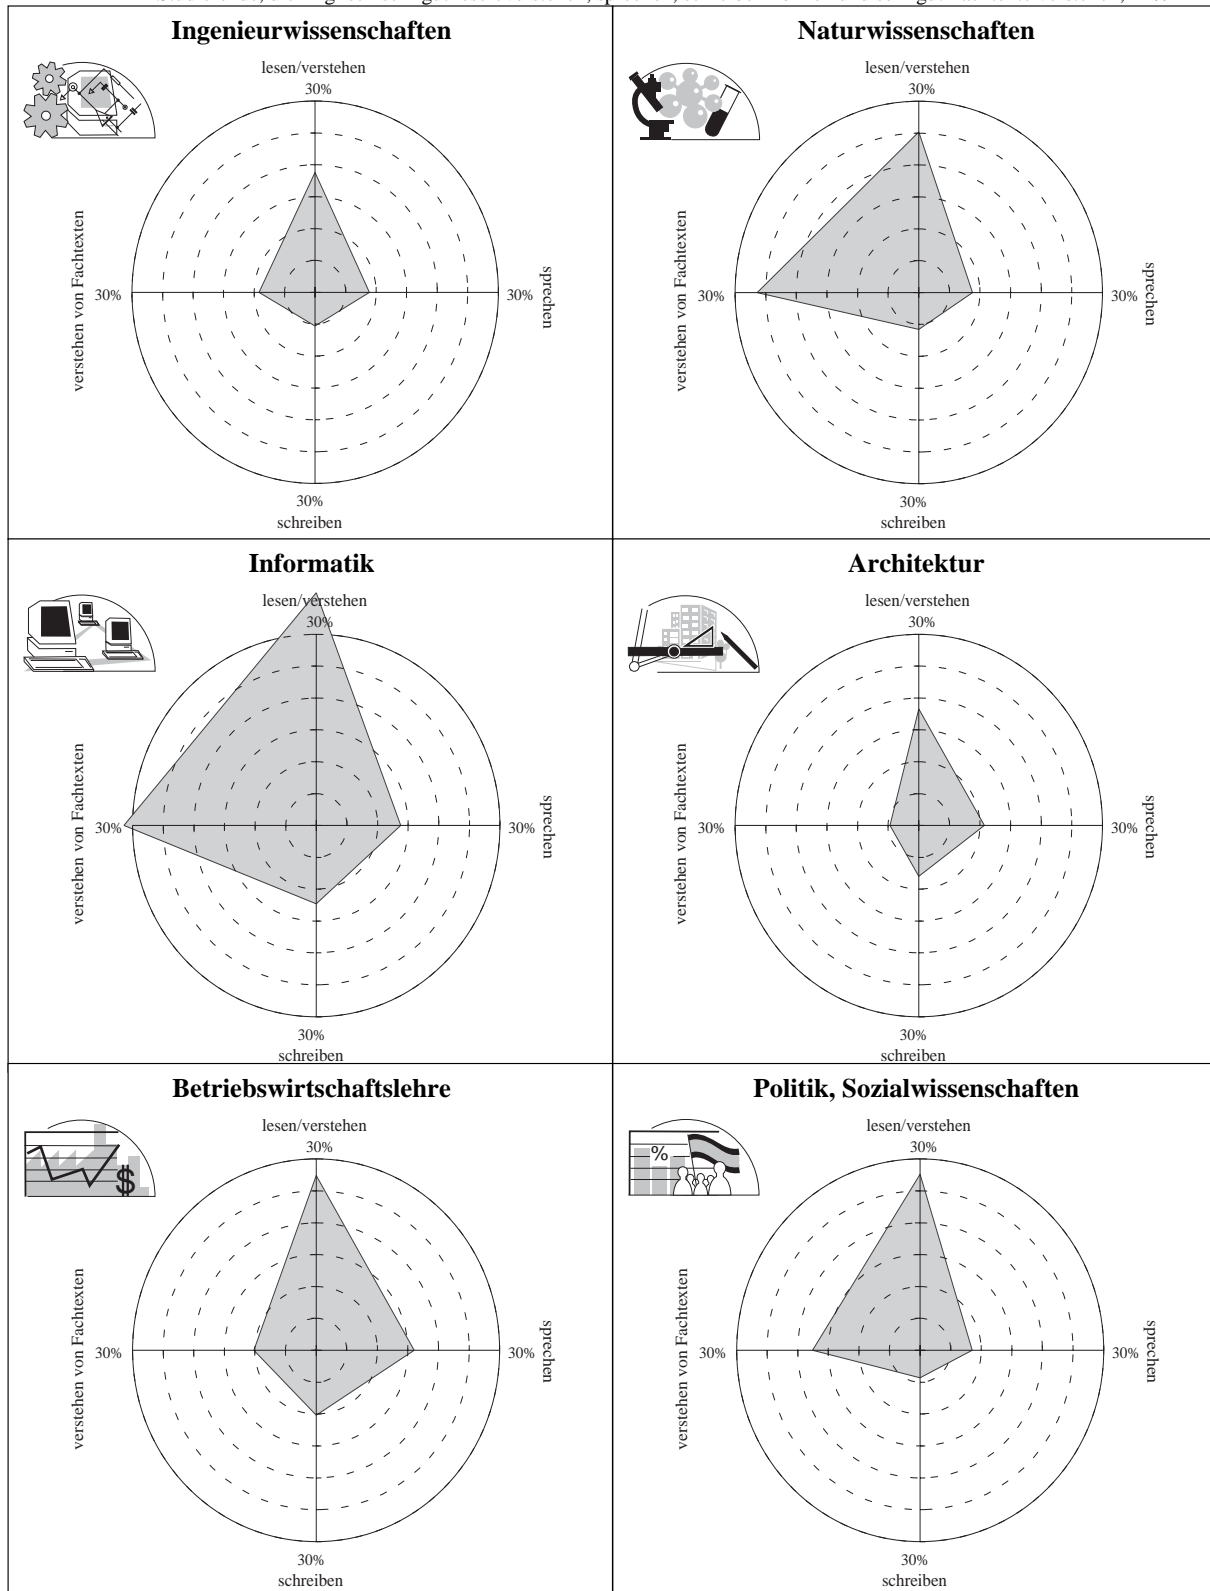 Ingenieurwissenschaften
lesen/verstehen
30%
verstehen von Fachtexten
30%
30%
sprechen
30%
schreiben
Naturwissenschaften
lesen/verstehen
30%
verstehen von Fachtexten
30%
30%
sprechen
30%
schreiben
Informatik
lesen/verstehen
30%
verstehen von Fachtexten
30%
30%
sprechen
30%
schreiben
Architektur
lesen/verstehen
30%
verstehen von Fachtexten
30%
30%
sprechen
30%
schreiben
Betriebswirtschaftslehre
$
lesen/verstehen
30%
verstehen von Fachtexten
30%
30%
sprechen
30%
schreiben
Politik, Sozialwissenschaften
%
lesen/verstehen
30%
verstehen von Fachtexten
30%
30%
sprechen
30%
schreiben